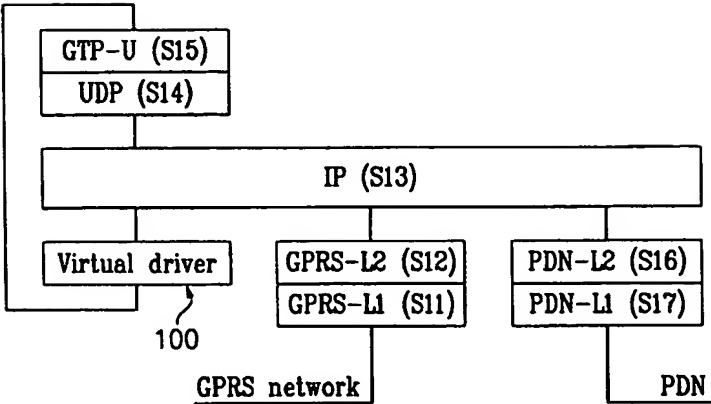 GTP-U (S15)
UDP (S14)
IP (S13)
Virtual driver
GPRS-L2 (S12)
PDN-L2 (S16)
GPRS-L1 (S11)
PDN-L1 (S17)
100
GPRS network
PDN